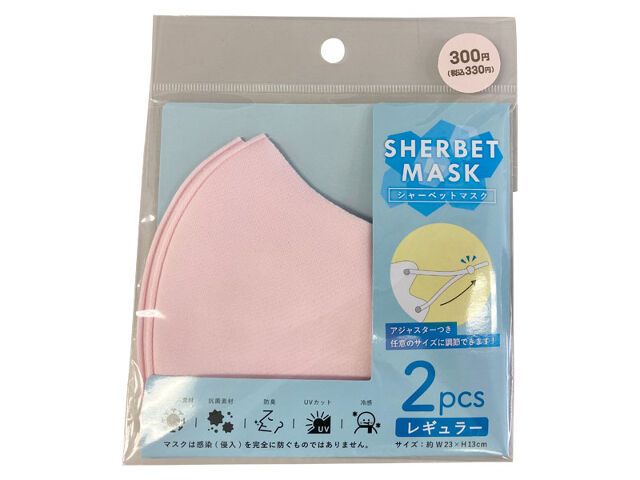 300円
(税込330円)
SHERBET
MASK
シャーベットマスク
アジャスターつき
任意のサイズに調節できます!
2pcs
レギュラー
サイズ:約W23×H13cm
素材 抗菌素材 防臭 UVカット 冷感
UV
マスクは感染(侵入)を完全に防ぐものではありません。